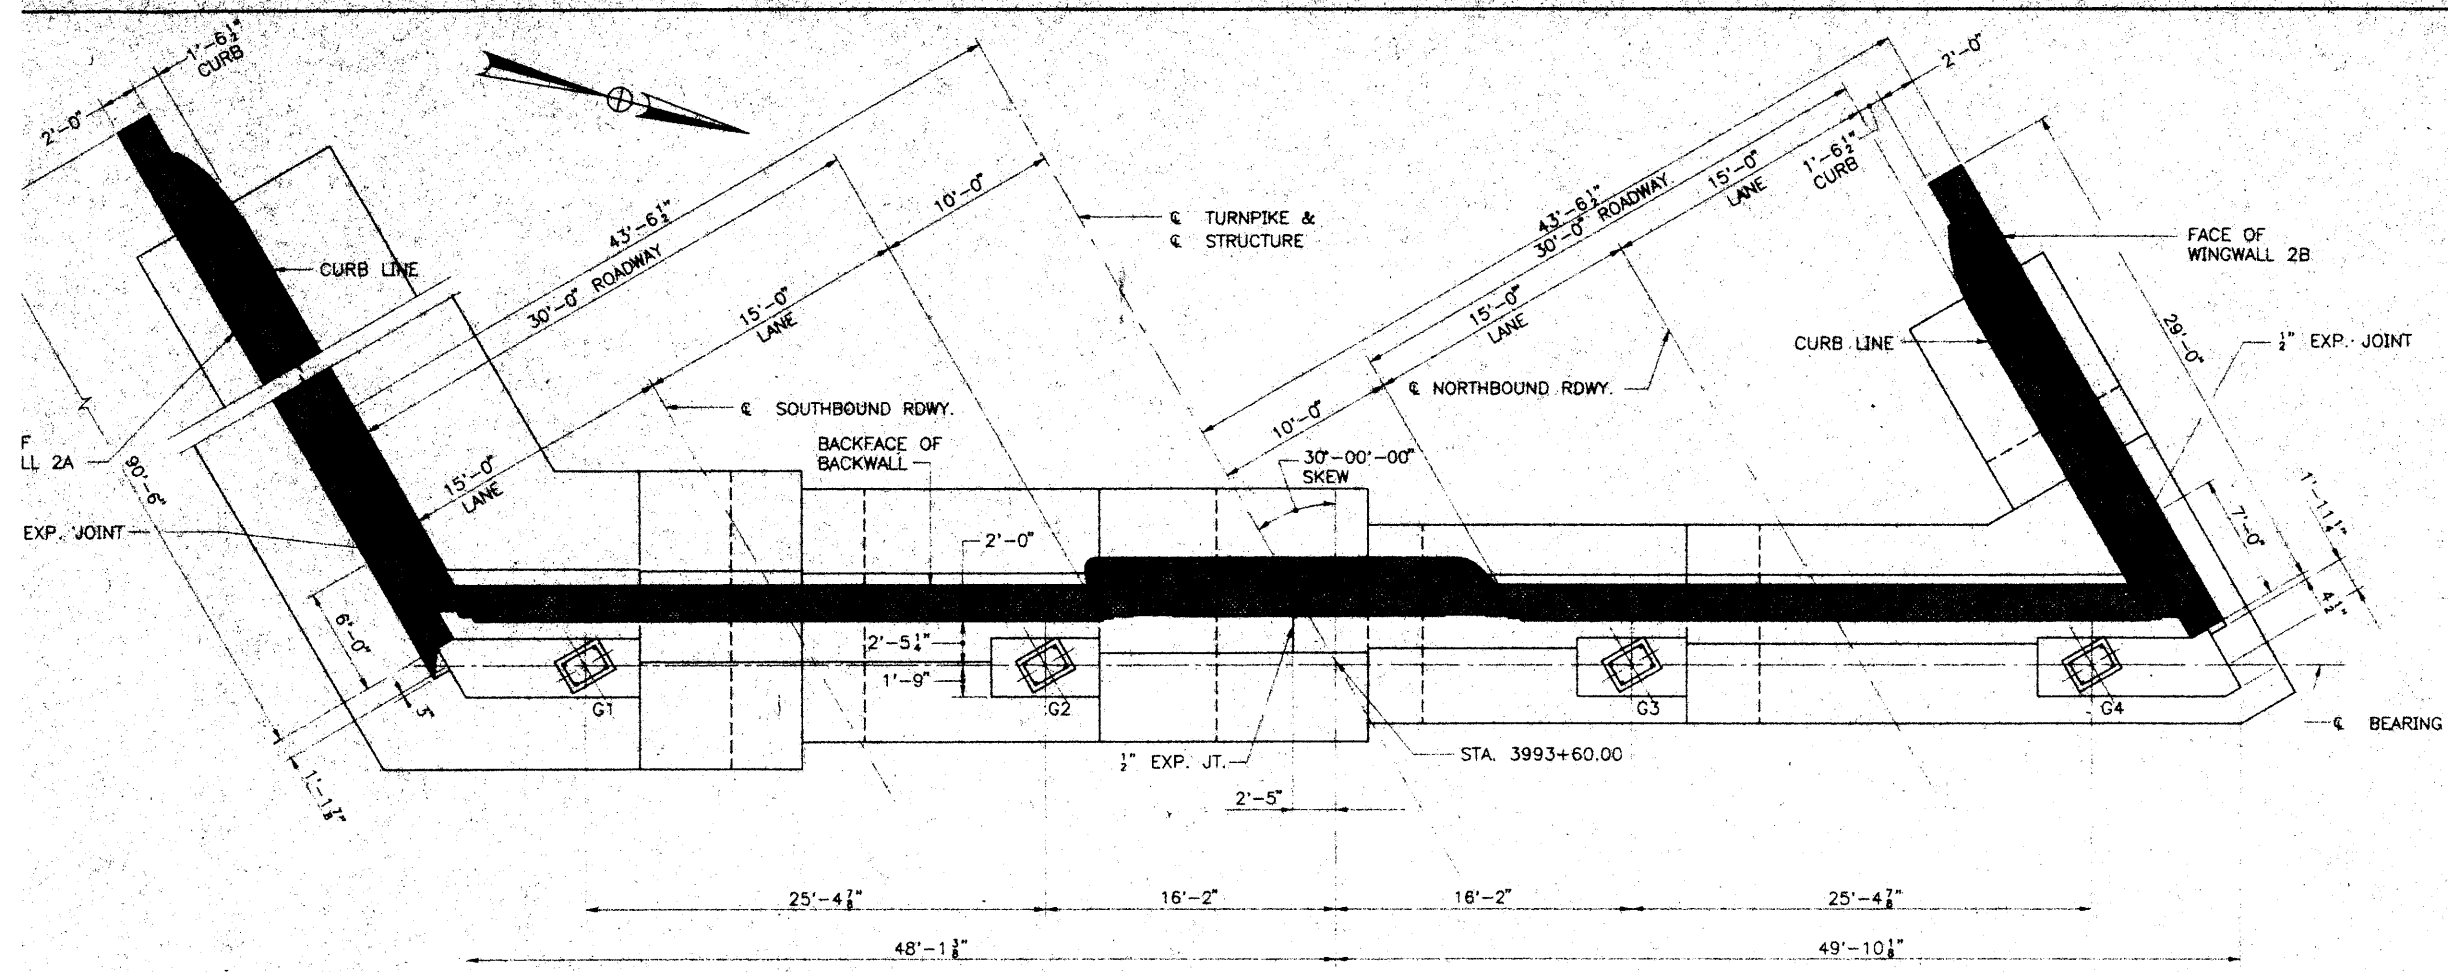 1'-6½"
CURB
2'-0"
2'-0"
43'-6½"
30'-0" ROADWAY
10'-0"
15'-0"
LANE
15'-0"
LANE
℄ TURNPIKE &
℄ STRUCTURE
43'-6½"
30'-0" ROADWAY
15'-0"
LANE
1'-6½"
CURB
15'-0"
LANE
10'-0"
FACE OF
WINGWALL 2B
CURB LINE
CURB LINE
29'-0"
½" EXP. JOINT
℄ NORTHBOUND RDWY.
℄ SOUTHBOUND RDWY.
BACKFACE OF
BACKWALL
30°-00'-00"
SKEW
F
LL 2A
90'-6"
EXP. JOINT
2'-0"
1'-11¼"
7'-0"
4½"
6'-0"
2'-5¼"
1'-9"
5"
G1
G2
G3
G4
℄ BEARING
1'-1⅞"
½" EXP. JT.
STA. 3993+60.00
2'-5"
25'-4⅞"
16'-2"
16'-2"
25'-4⅞"
48'-1⅜"
49'-10⅛"